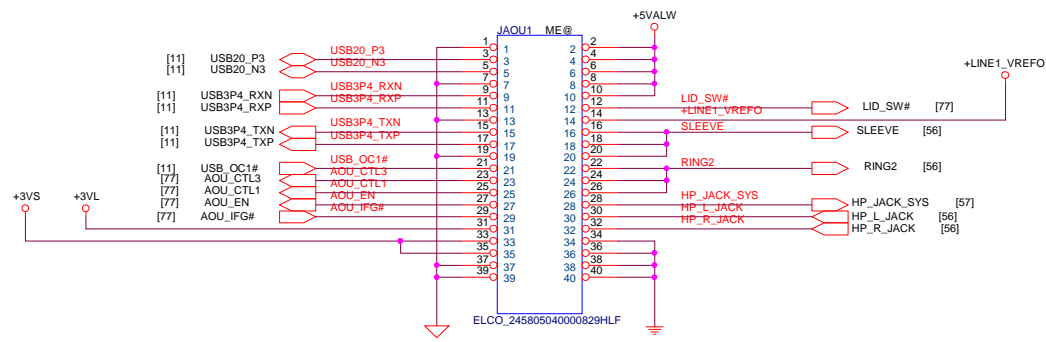 +5VALW
JAOU1 ME@
+LINE1_VREFO
1 1 2 2
[11] USB20_P3 USB20_P3 3 3 4 4
[11] USB20_N3 USB20_N3 5 5 6 6
7 7 8 8
[11] USB3P4_RXN USB3P4_RXN 9 9 10 10
[11] USB3P4_RXP USB3P4_RXP 11 11 12 12 LID_SW# LID_SW# [77]
13 13 14 14 +LINE1_VREFO
[11] USB3P4_TXN USB3P4_TXN 15 15 16 16 SLEEVE SLEEVE [56]
[11] USB3P4_TXP USB3P4_TXP 17 17 18 18
19 19 20 20
[11] USB_OC1# USB_OC1# 21 21 22 22 RING2 RING2 [56]
[77] AOU_CTL3 AOU_CTL3 23 23 24 24
[77] AOU_CTL1 AOU_CTL1 25 25 26 26
[77] AOU_EN AOU_EN 27 27 28 28 HP_JACK_SYS HP_JACK_SYS [57]
[77] AOU_IFG# AOU_IFG# 29 29 30 30 HP_L_JACK HP_L_JACK [56]
+3VS +3VL
31 31 32 32 HP_R_JACK HP_R_JACK [56]
33 33 34 34
35 35 36 36
37 37 38 38
39 39 40 40
ELCO_245805040000829HLF